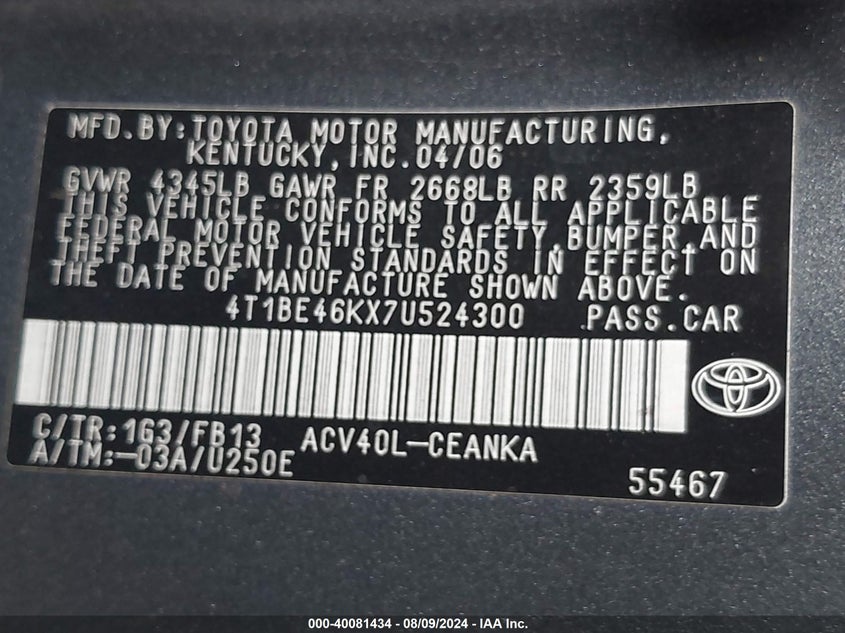 MFD.BY:TOYOTA MOTOR MANUFACTURING,
KENTUCKY, INC. 04/06
GVWR 4345LB GAWR FR 2668LB RR 2359LB
THIS VEHICLE CONFORMS TO ALL APPLICABLE
FEDERAL MOTOR VEHICLE SAFETY,BUMPER,AND
THEFT PREVENTION STANDARDS IN EFFECT ON
THE DATE OF MANUFACTURE SHOWN ABOVE.
4T1BE46KX7U524300 PASS.CAR
C/TR:1G3/FB13 ACV40L-CEANKA
A/TM:-03A/U250E
55467
000-40081434 - 08/09/2024 - IAA Inc.